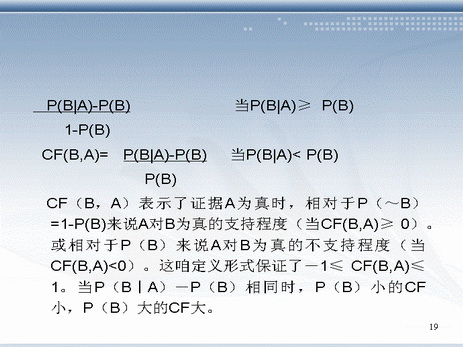 P(B|A)-P(B) 当P(B|A)≥ P(B)
1-P(B)
CF(B,A)= P(B|A)-P(B) 当P(B|A)< P(B)
P(B)
CF（B，A）表示了证据A为真时，相对于P（～B）
=1-P(B)来说A对B为真的支持程度（当CF(B,A)≥ 0）。
或相对于P（B）来说A对B为真的不支持程度（当
CF(B,A)<0）。这咱定义形式保证了－1≤ CF(B,A)≤
1。当P（B｜A）－P（B）相同时，P（B）小的CF
小，P（B）大的CF大。
19